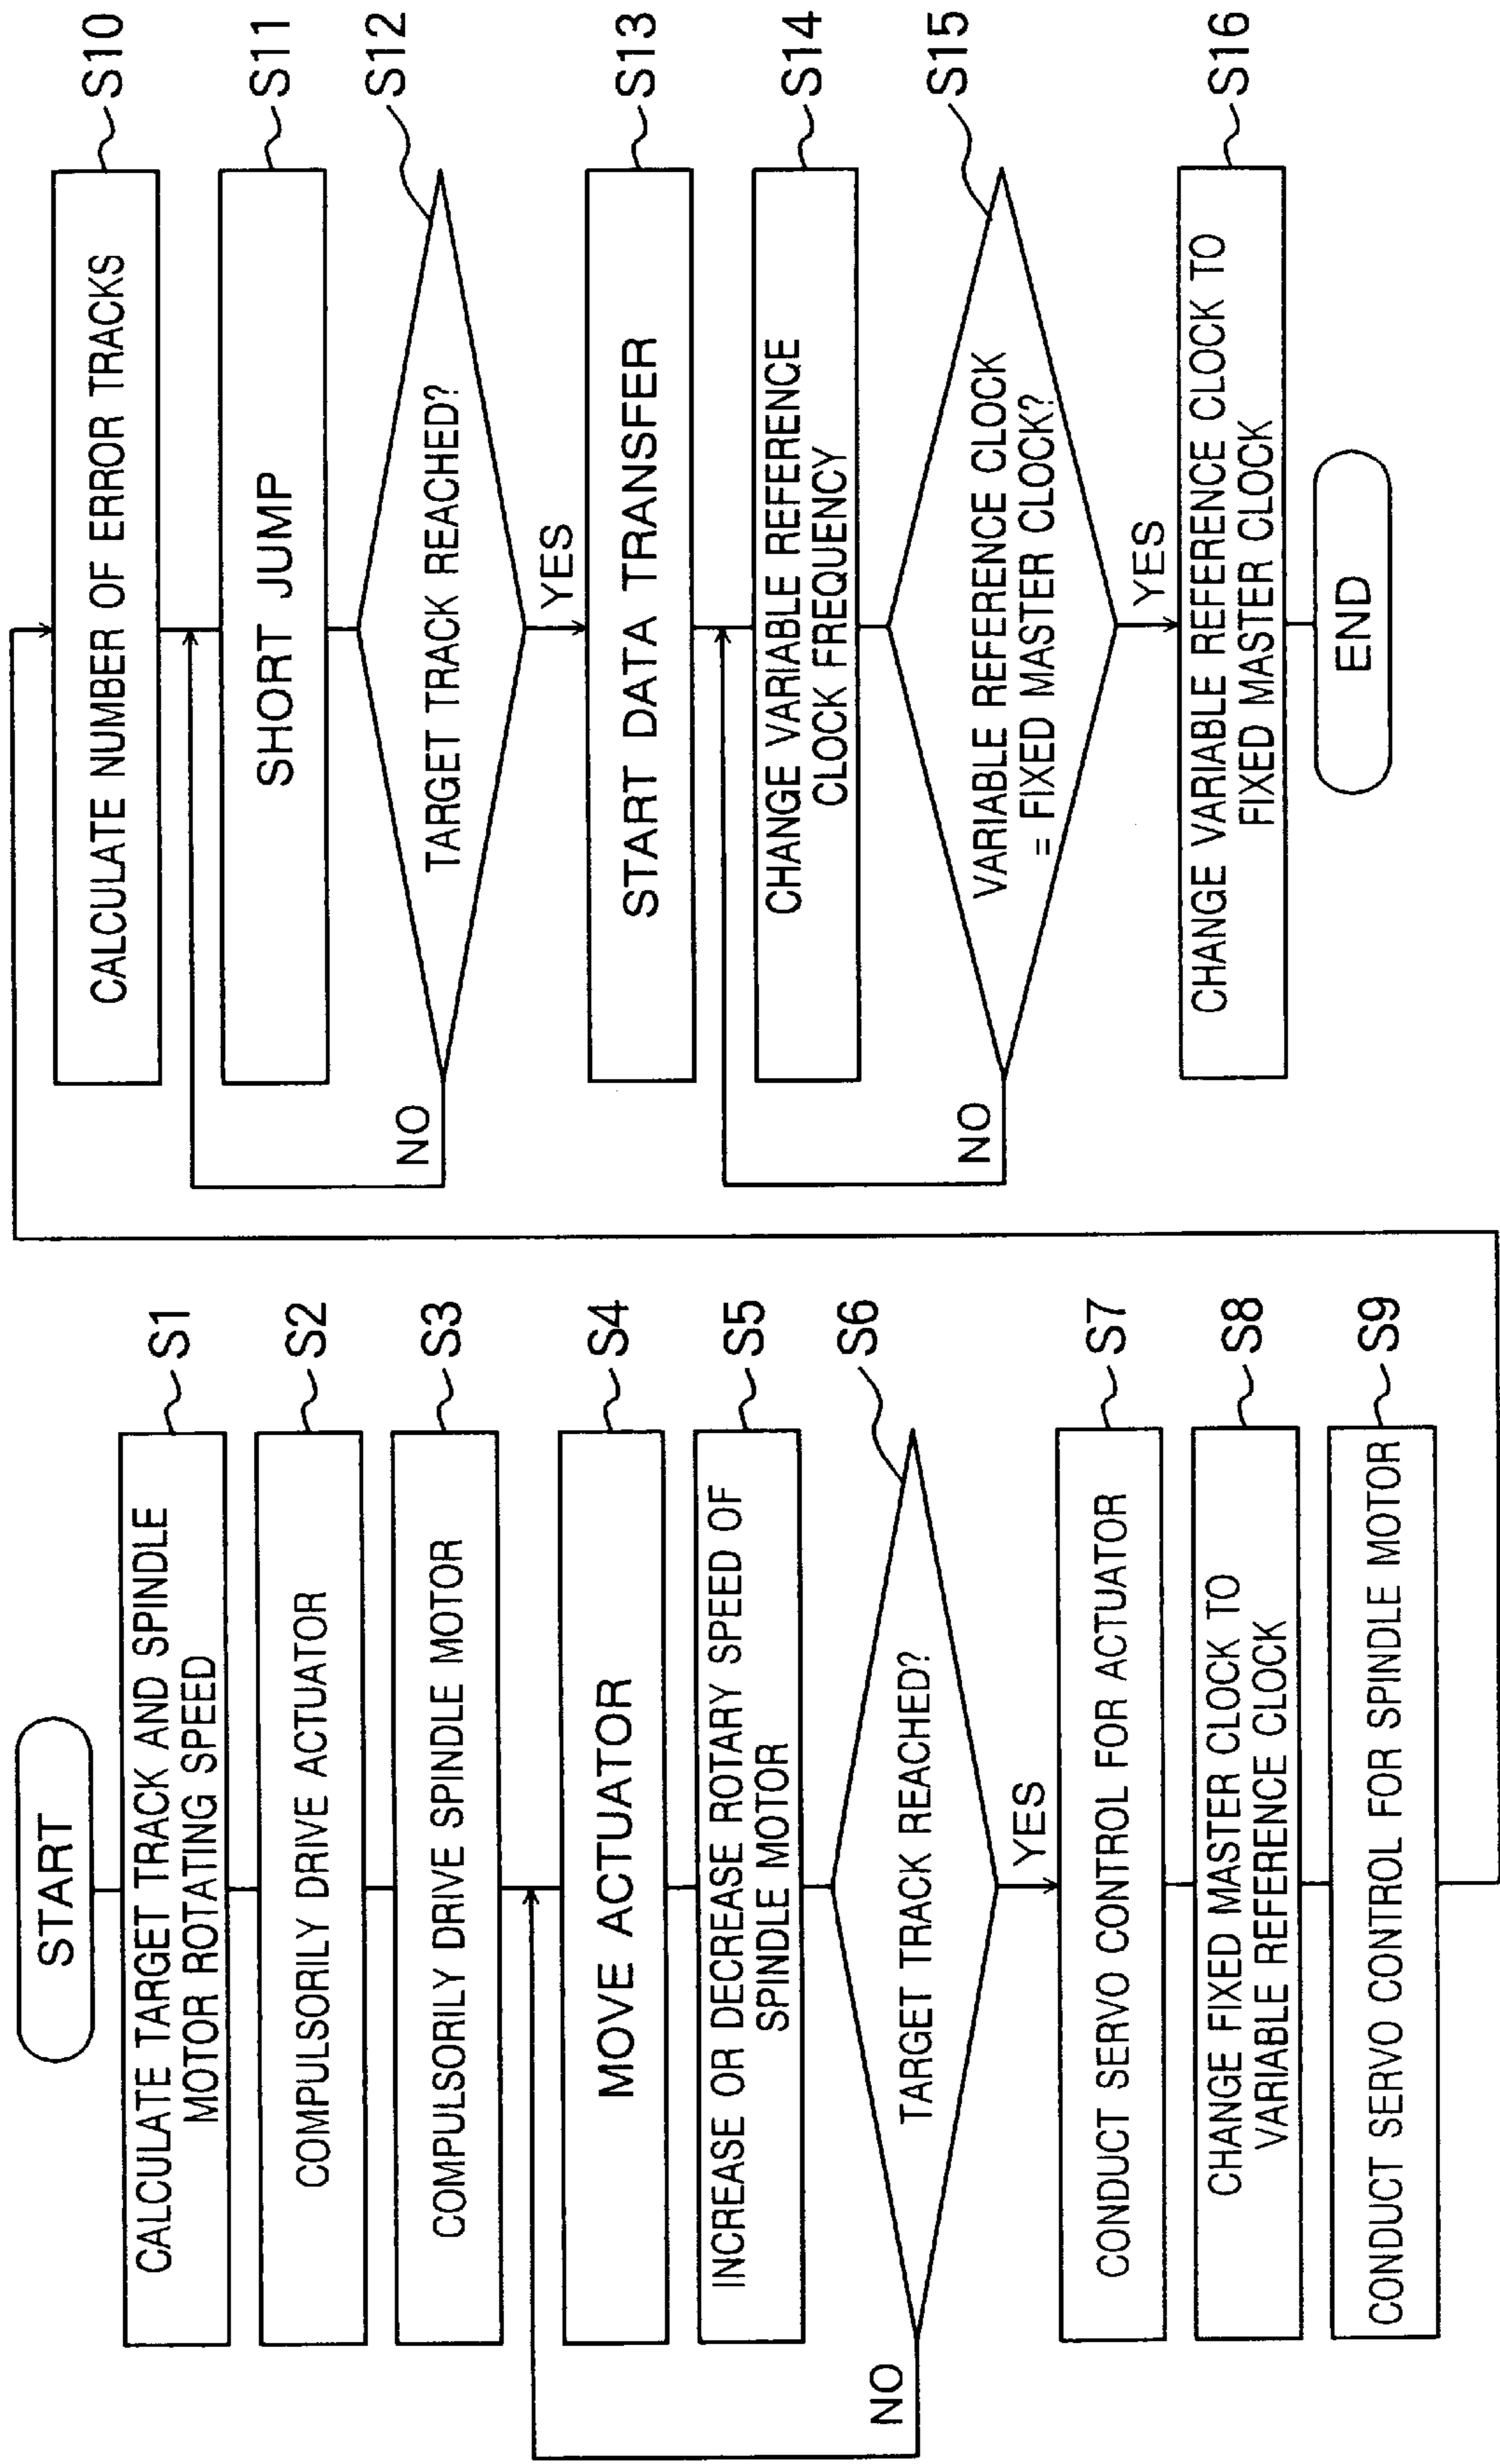 START
CALCULATE TARGET TRACK AND SPINDLE
MOTOR ROTATING SPEED
S1
COMPULSORILY DRIVE ACTUATOR
S2
COMPULSORILY DRIVE SPINDLE MOTOR
S3
MOVE ACTUATOR
S4
INCREASE OR DECREASE ROTARY SPEED OF
SPINDLE MOTOR
S5
TARGET TRACK REACHED?
S6
NO
YES
CONDUCT SERVO CONTROL FOR ACTUATOR
S7
CHANGE FIXED MASTER CLOCK TO
VARIABLE REFERENCE CLOCK
S8
CONDUCT SERVO CONTROL FOR SPINDLE MOTOR
S9
CALCULATE NUMBER OF ERROR TRACKS
S10
SHORT JUMP
S11
TARGET TRACK REACHED?
S12
NO
YES
START DATA TRANSFER
S13
CHANGE VARIABLE REFERENCE
CLOCK FREQUENCY
S14
VARIABLE REFERENCE CLOCK
= FIXED MASTER CLOCK?
S15
NO
YES
CHANGE VARIABLE REFERENCE CLOCK TO
FIXED MASTER CLOCK
S16
END